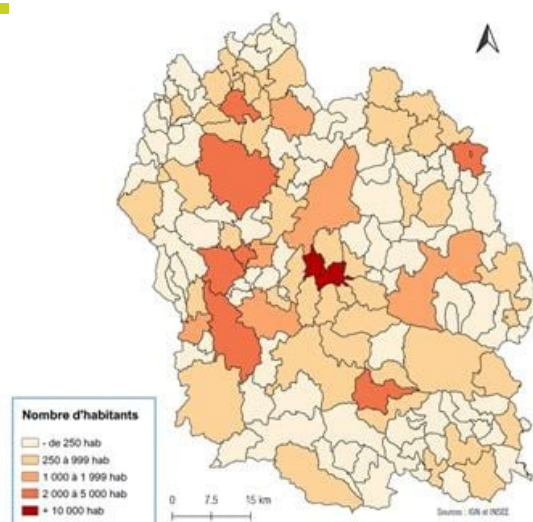 Nombre d'habitants
- de 250 hab
250 à 999 hab
1 000 à 1 999 hab
2 000 à 5 000 hab
+ 10 000 hab
0 7.5 15 km
Sources : IGN et INSEE